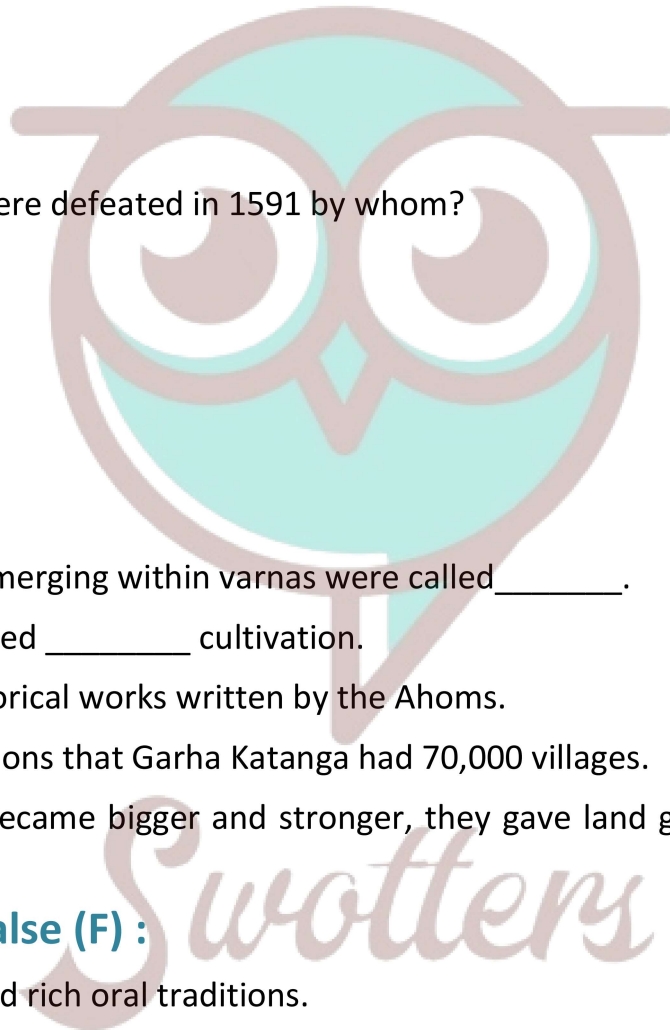 ere defeated in 1591 by whom?
merging within varnas were called_______.
ed ________ cultivation.
orical works written by the Ahoms.
ons that Garha Katanga had 70,000 villages.
ecame bigger and stronger, they gave land g
alse (F) :
Swotters
d rich oral traditions.